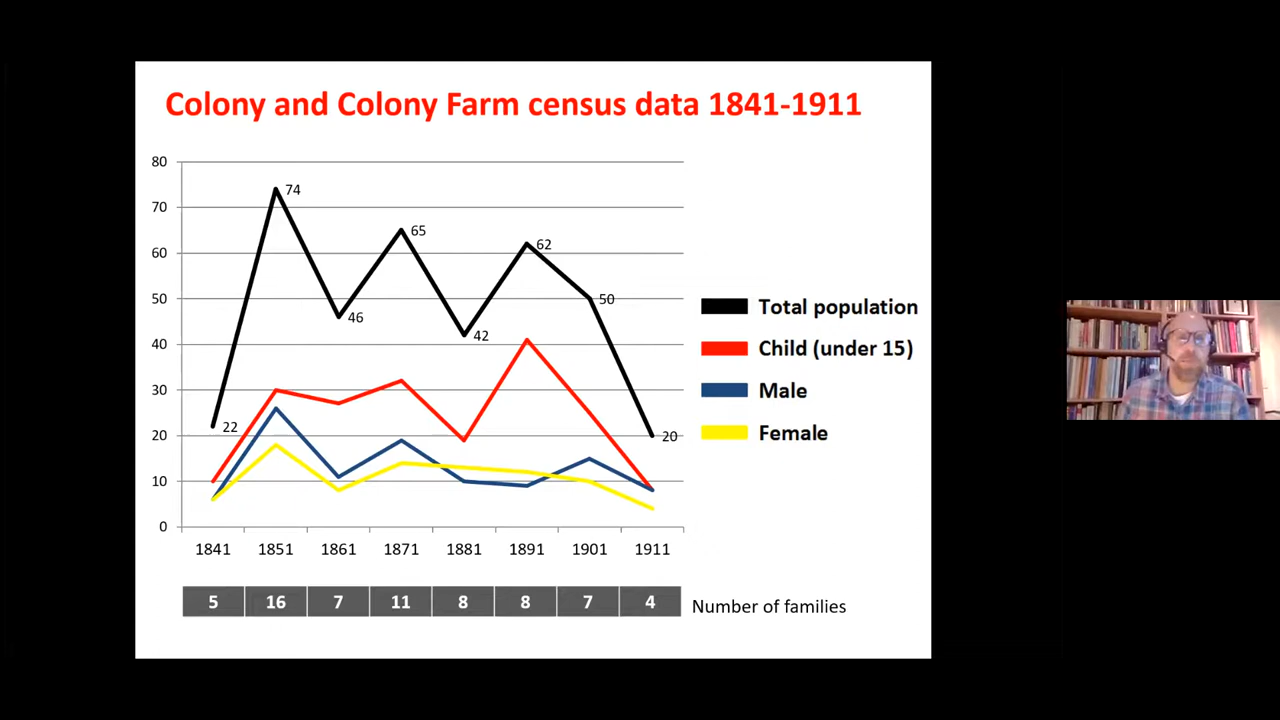 Colony and Colony Farm census data 1841-1911
80
70
60
50
40
30
20
10
0
74
65
62
50
46
42
22
20
1841 1851 1861 1871 1881 1891 1901 1911
Total population
Child (under 15)
Male
Female
5 16 7 11 8 8 7 4 Number of families